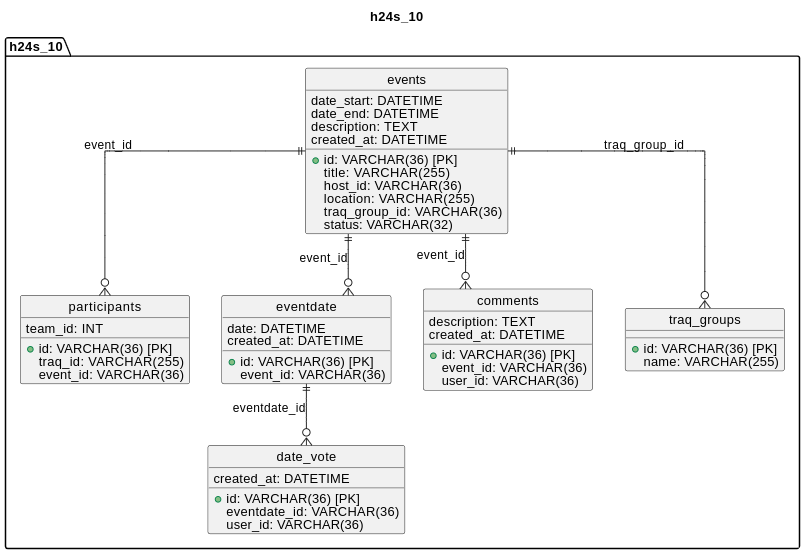 h24s_10
h24s_10
events
date_start: DATETIME
date_end: DATETIME
description: TEXT
created_at: DATETIME
id: VARCHAR(36) [PK]
title: VARCHAR(255)
host_id: VARCHAR(36)
location: VARCHAR(255)
traq_group_id: VARCHAR(36)
status: VARCHAR(32)
event_id
traq_group_id
event_id
event_id
participants
team_id: INT
id: VARCHAR(36) [PK]
traq_id: VARCHAR(255)
event_id: VARCHAR(36)
eventdate
date: DATETIME
created_at: DATETIME
id: VARCHAR(36) [PK]
event_id: VARCHAR(36)
comments
description: TEXT
created_at: DATETIME
id: VARCHAR(36) [PK]
event_id: VARCHAR(36)
user_id: VARCHAR(36)
traq_groups
id: VARCHAR(36) [PK]
name: VARCHAR(255)
eventdate_id
date_vote
created_at: DATETIME
id: VARCHAR(36) [PK]
eventdate_id: VARCHAR(36)
user_id: VARCHAR(36)